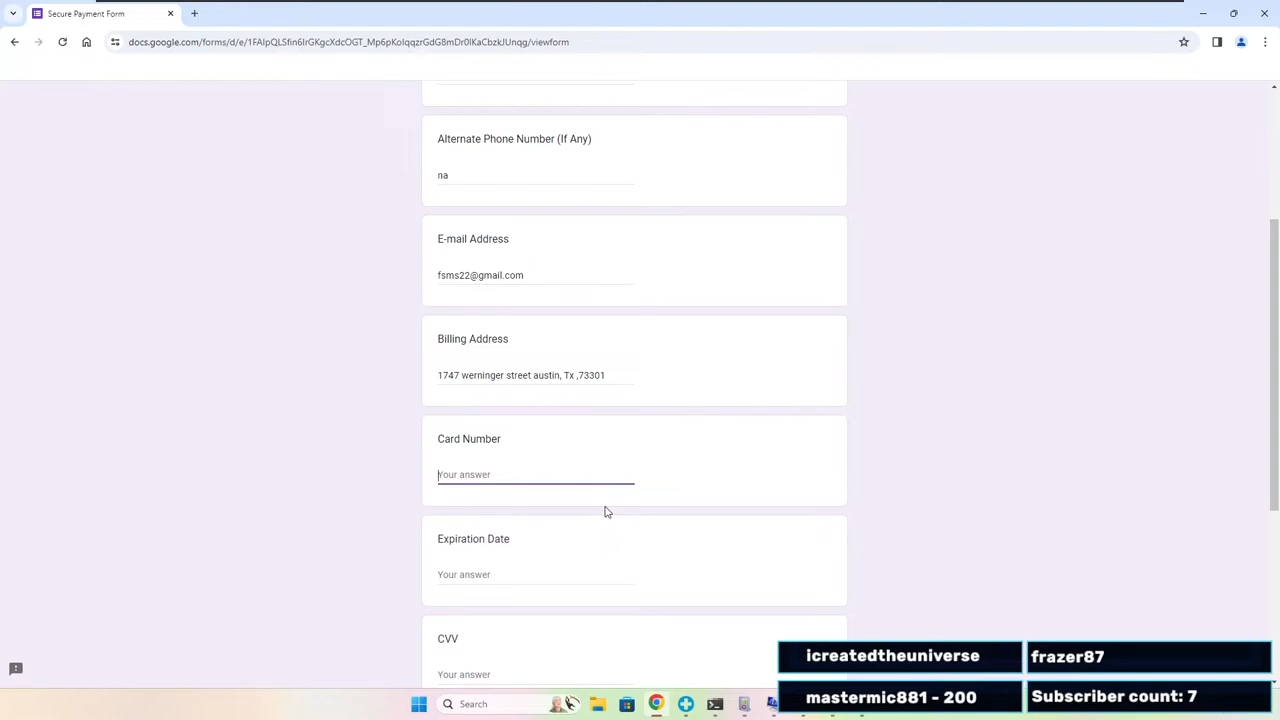 Secure Payment Form
docs.google.com/forms/d/e/1FAIpQLSfin6IrGKgcXdcOGT_Mp6pKoIqqzrGdG8mDr0lKaCbzkJUnqg/viewform
Alternate Phone Number (If Any)
na
E-mail Address
fsms22@gmail.com
Billing Address
1747 werninger street austin, Tx ,73301
Card Number
Your answer
Expiration Date
Your answer
CVV
Your answer
icreatedtheuniverse
frazer87
mastermic881 - 200
Subscriber count: 7
Search